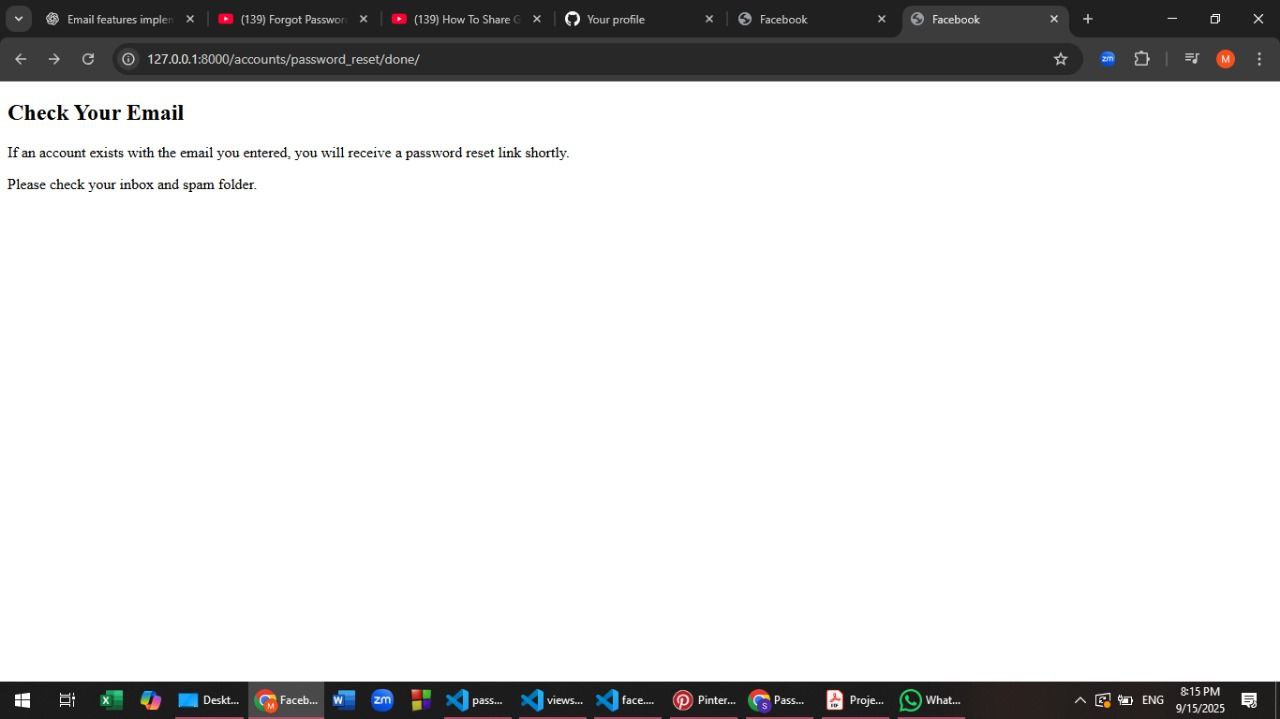 Email features implem
(139) Forgot Password
(139) How To Share G
Your profile
Facebook
Facebook
127.0.0.1:8000/accounts/password_reset/done/
zm
M
Check Your Email
If an account exists with the email you entered, you will receive a password reset link shortly.
Please check your inbox and spam folder.
Deskt...
Faceb...
zm
pass...
views...
face....
Pinter...
Pass...
Proje...
What...
ENG
8:15 PM
9/15/2025